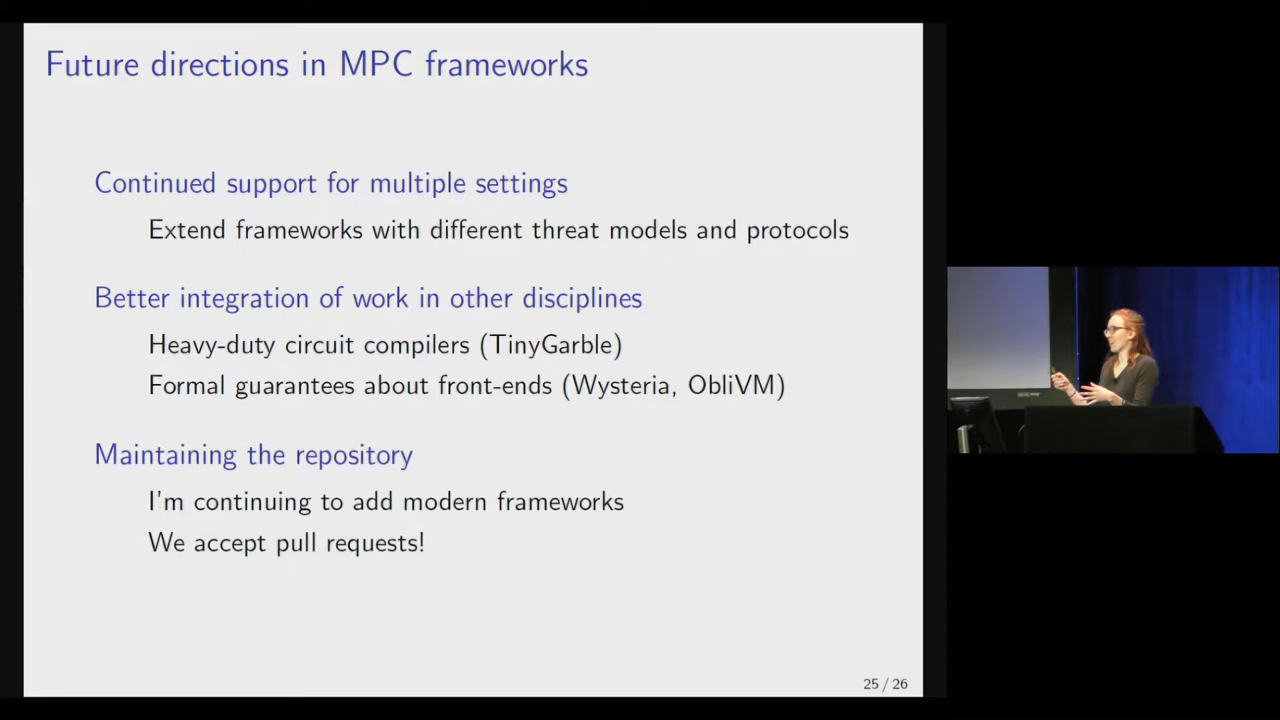 Future directions in MPC frameworks
Continued support for multiple settings
Extend frameworks with different threat models and protocols
Better integration of work in other disciplines
Heavy-duty circuit compilers (TinyGarble)
Formal guarantees about front-ends (Wysteria, ObliVM)
Maintaining the repository
I'm continuing to add modern frameworks
We accept pull requests!
25 / 26